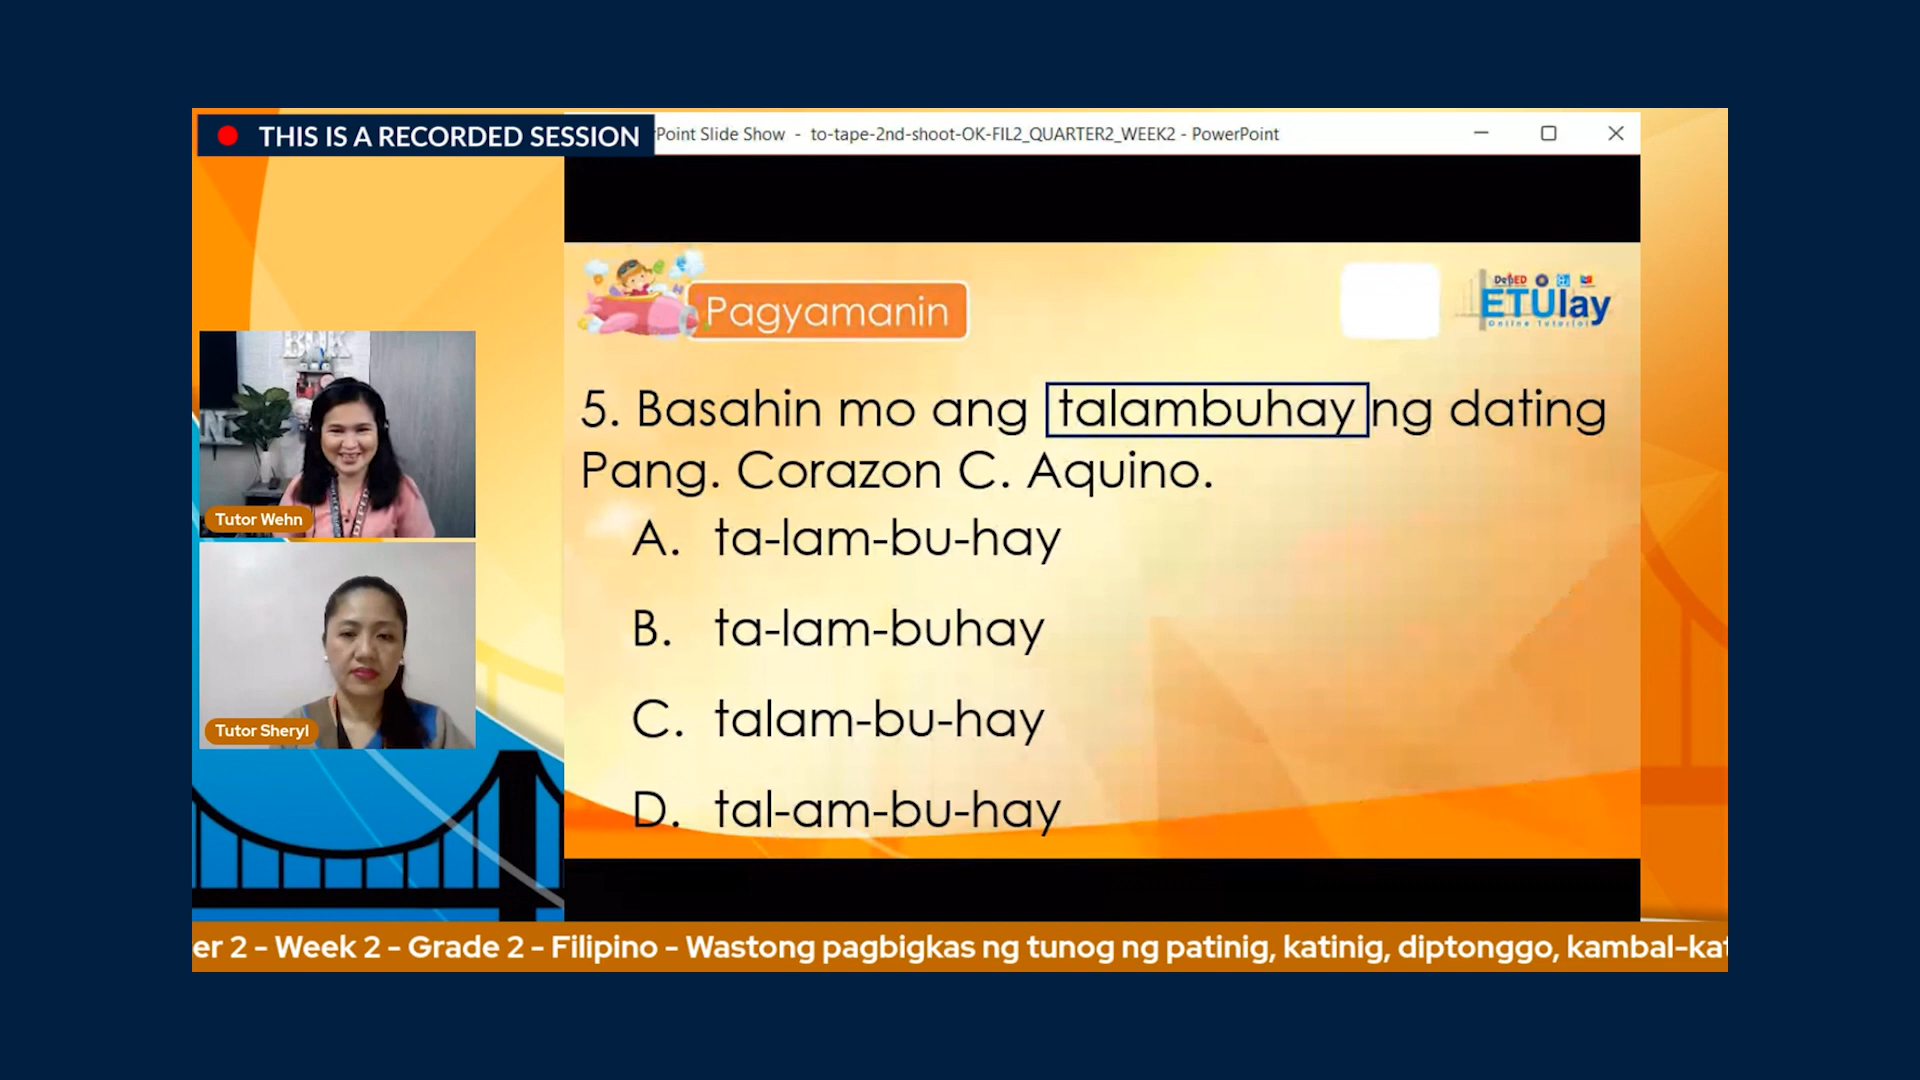 THIS IS A RECORDED SESSION
Point Slide Show - to-tape-2nd-shoot-OK-FIL2_QUARTER2_WEEK2 - PowerPoint
Pagyamanin
DepED
ETUlay
Online Tutorial
5. Basahin mo ang talambuhay ng dating
Pang. Corazon C. Aquino.
A. ta-lam-bu-hay
B. ta-lam-buhay
C. talam-bu-hay
D. tal-am-bu-hay
Tutor Wehn
Tutor Sheryl
er 2 - Week 2 - Grade 2 - Filipino - Wastong pagbigkas ng tunog ng patinig, katinig, diptonggo, kambal-kat